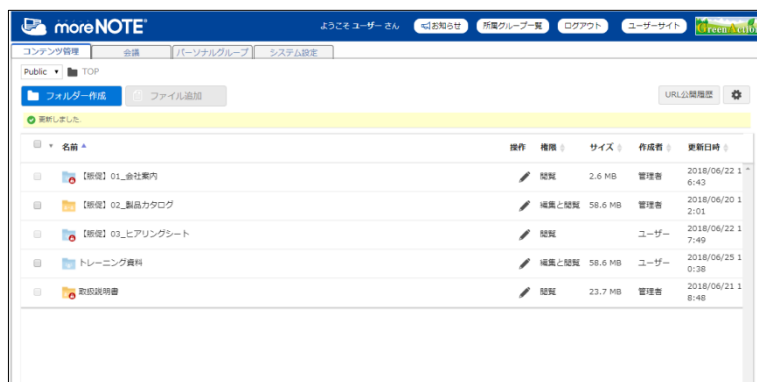 moreNOTE
ようこそ ユーザー さん お知らせ 所属グループ一覧 ログアウト ユーザーサイト Green Action
コンテンツ管理 会議 パーソナルグループ システム設定
Public TOP
フォルダー作成 ファイル追加 URL公開履歴
更新しました.
名前 操作 権限 サイズ 作成者 更新日時
【販促】01_会社案内 閲覧 2.6 MB 管理者 2018/06/22 1
6:43
【販促】02_製品カタログ 編集と閲覧 58.6 MB 管理者 2018/06/20 1
2:01
【販促】03_ヒアリングシート 閲覧 ユーザー 2018/06/22 1
7:49
トレーニング資料 編集と閲覧 58.6 MB ユーザー 2018/06/25 1
0:38
取扱説明書 閲覧 23.7 MB 管理者 2018/06/21 1
8:48